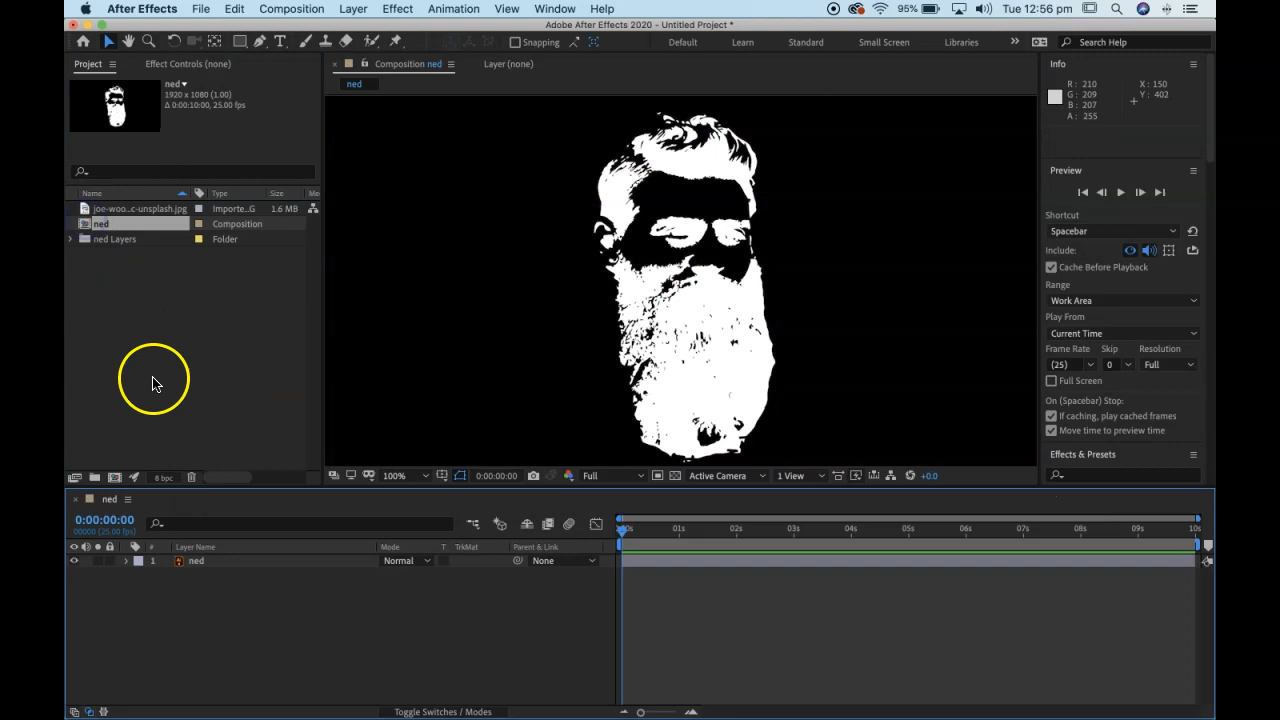 After Effects File Edit Composition Layer Effect Animation View Window Help 95% Tue 12:56 pm
Adobe After Effects 2020 - Untitled Project *
Snapping Default Learn Standard Small Screen Libraries Search Help
Project Effect Controls (none)
ned
1920 x 1080 (1.00)
Δ 0:00:10:00, 25.00 fps
Name Type Size Me
joe-woo...c-unsplash.jpg Importe...G 1.6 MB
ned Composition
ned Layers Folder
8 bpc
Composition ned Layer (none)
ned
100% 0:00:00:00 Full Active Camera 1 View +0.0
Info
R: 210 X: 150
G: 209 Y: 402
B: 207
A: 255
Preview
Shortcut
Spacebar
Include:
Cache Before Playback
Range
Work Area
Play From
Current Time
Frame Rate Skip Resolution
(25) 0 Full
Full Screen
On (Spacebar) Stop:
If caching, play cached frames
Move time to preview time
Effects & Presets
ned
0:00:00:00
00000 (25.00 fps)
01s 02s 03s 04s 05s 06s 07s 08s 09s 10s
# Layer Name Mode T TrkMat Parent & Link
1 ned Normal None
Toggle Switches / Modes